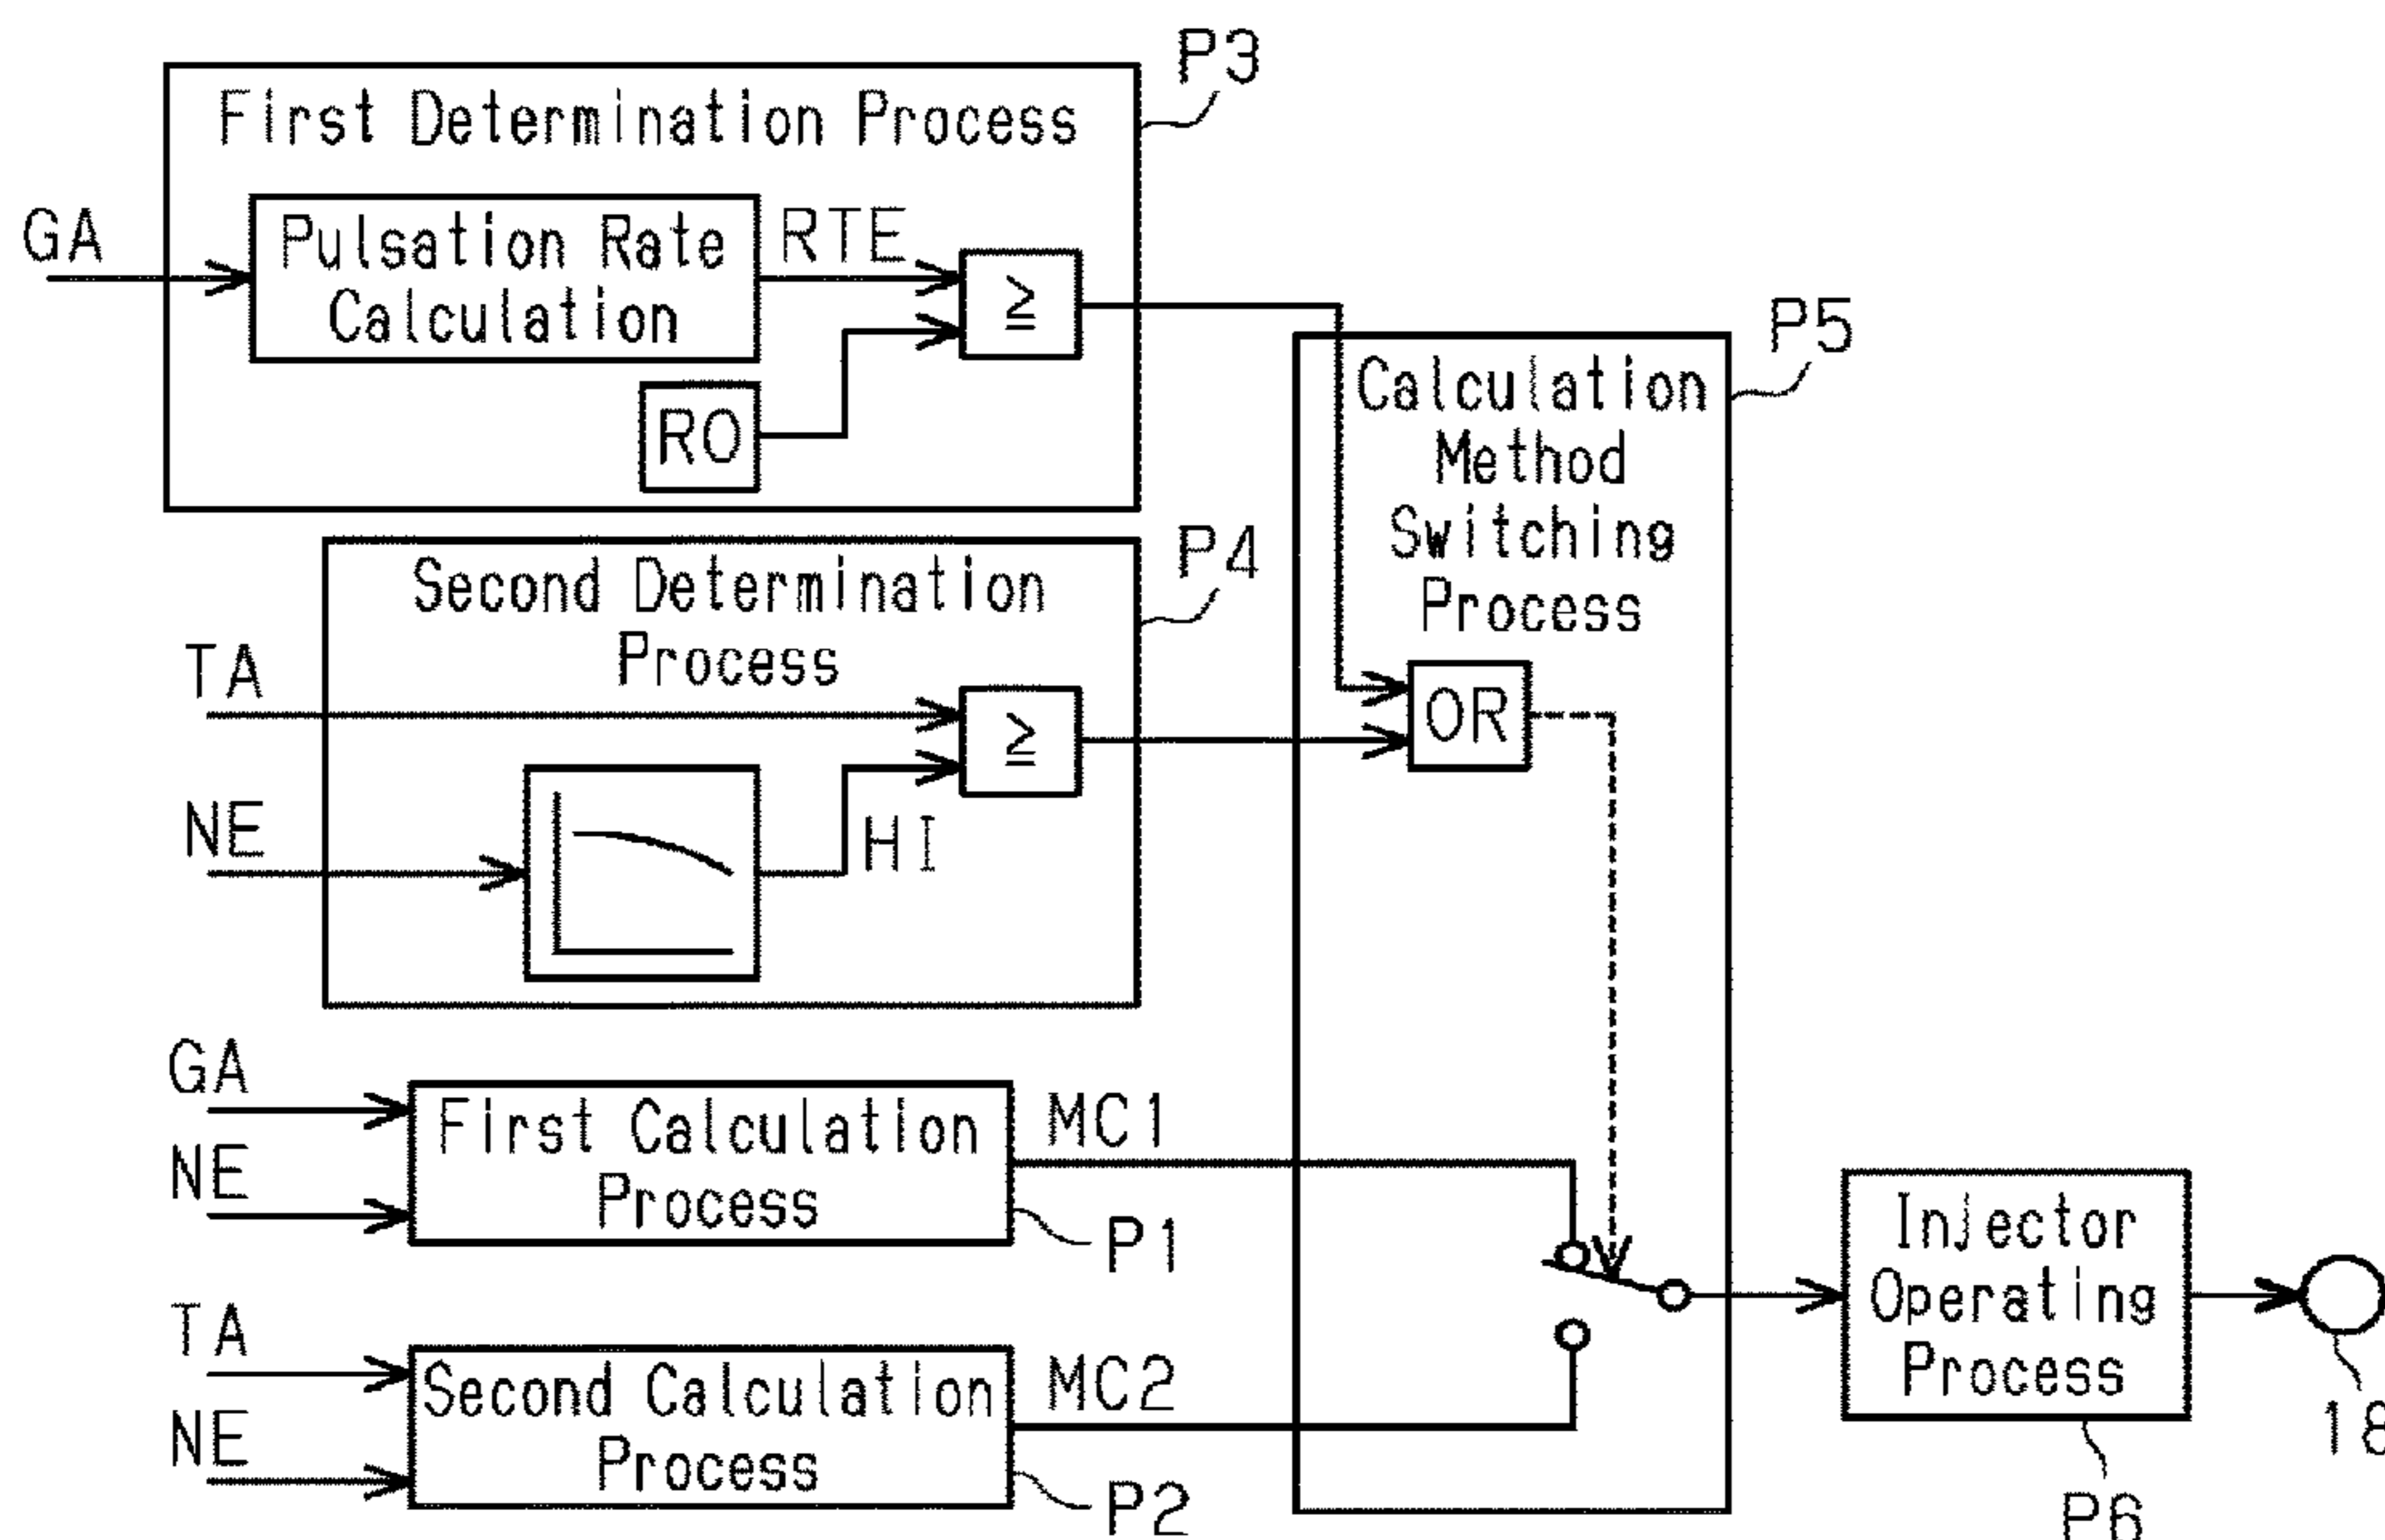 P3
First Determination Process
GA
Pulsation Rate
Calculation
RTE
≥
RO
P5
Calculation
Method
Switching
Process
P4
Second Determination
Process
TA
≥
OR
NE
HI
GA
NE
First Calculation
Process
MC1
P1
TA
NE
Second Calculation
Process
MC2
P2
Injector
Operating
Process
18
P6